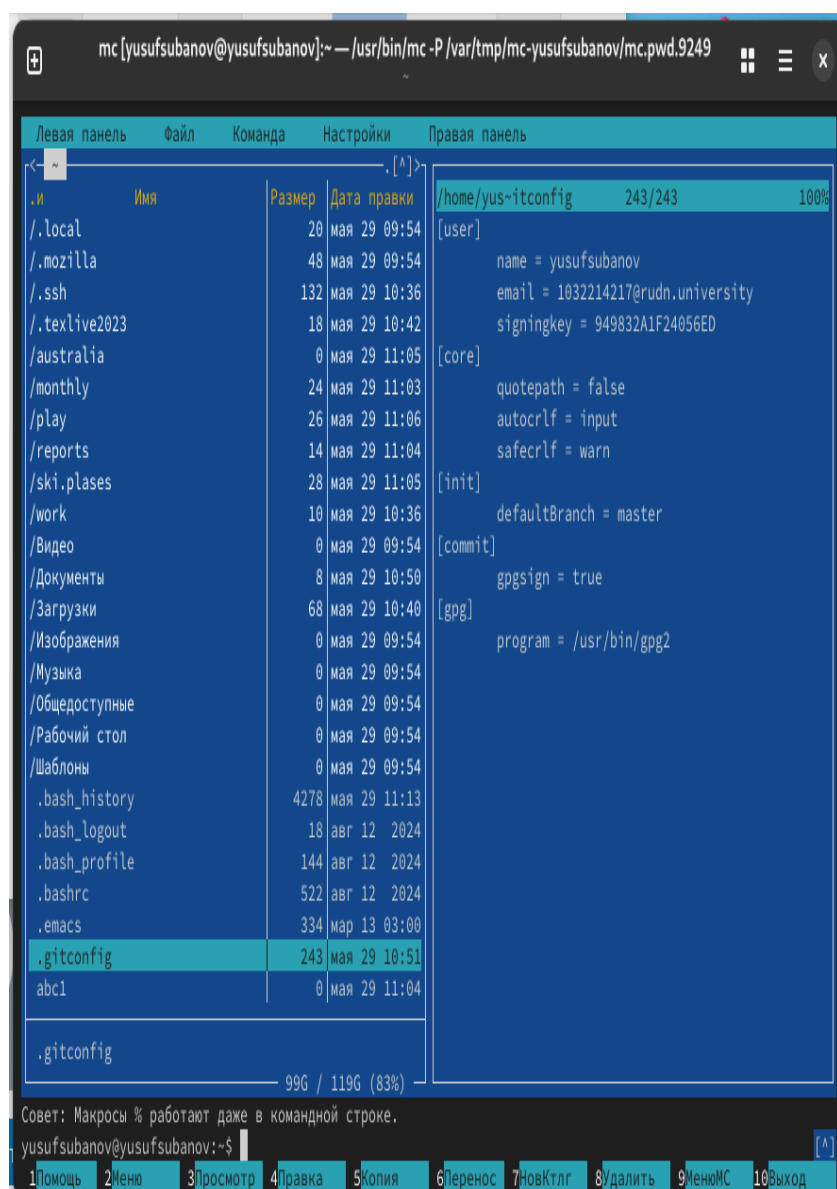 mc [yusufsubanov@yusufsubanov]:~ — /usr/bin/mc -P /var/tmp/mc-yusufsubanov/mc.pwd.9249
~
Левая панель Файл Команда Настройки Правая панель
<- ~ .[^]>
.и Имя Размер Дата правки
/.local 20 мая 29 09:54
/.mozilla 48 мая 29 09:54
/.ssh 132 мая 29 10:36
/.texlive2023 18 мая 29 10:42
/australia 0 мая 29 11:05
/monthly 24 мая 29 11:03
/play 26 мая 29 11:06
/reports 14 мая 29 11:04
/ski.plases 28 мая 29 11:05
/work 10 мая 29 10:36
/Видео 0 мая 29 09:54
/Документы 8 мая 29 10:50
/Загрузки 68 мая 29 10:40
/Изображения 0 мая 29 09:54
/Музыка 0 мая 29 09:54
/Общедоступные 0 мая 29 09:54
/Рабочий стол 0 мая 29 09:54
/Шаблоны 0 мая 29 09:54
.bash_history 4278 мая 29 11:13
.bash_logout 18 авг 12 2024
.bash_profile 144 авг 12 2024
.bashrc 522 авг 12 2024
.emacs 334 мар 13 03:00
.gitconfig 243 мая 29 10:51
abc1 0 мая 29 11:04
.gitconfig
99G / 119G (83%)
/home/yus~itconfig 243/243 100%
[user]
name = yusufsubanov
email = 1032214217@rudn.university
signingkey = 949832A1F24056ED
[core]
quotepath = false
autocrlf = input
safecrlf = warn
[init]
defaultBranch = master
[commit]
gpgsign = true
[gpg]
program = /usr/bin/gpg2
Совет: Макросы % работают даже в командной строке.
yusufsubanov@yusufsubanov:~$ [^]
1Помощь 2Меню 3Просмотр 4Правка 5Копия 6Перенос 7НовКтлг 8Удалить 9МенюМС 10Выход